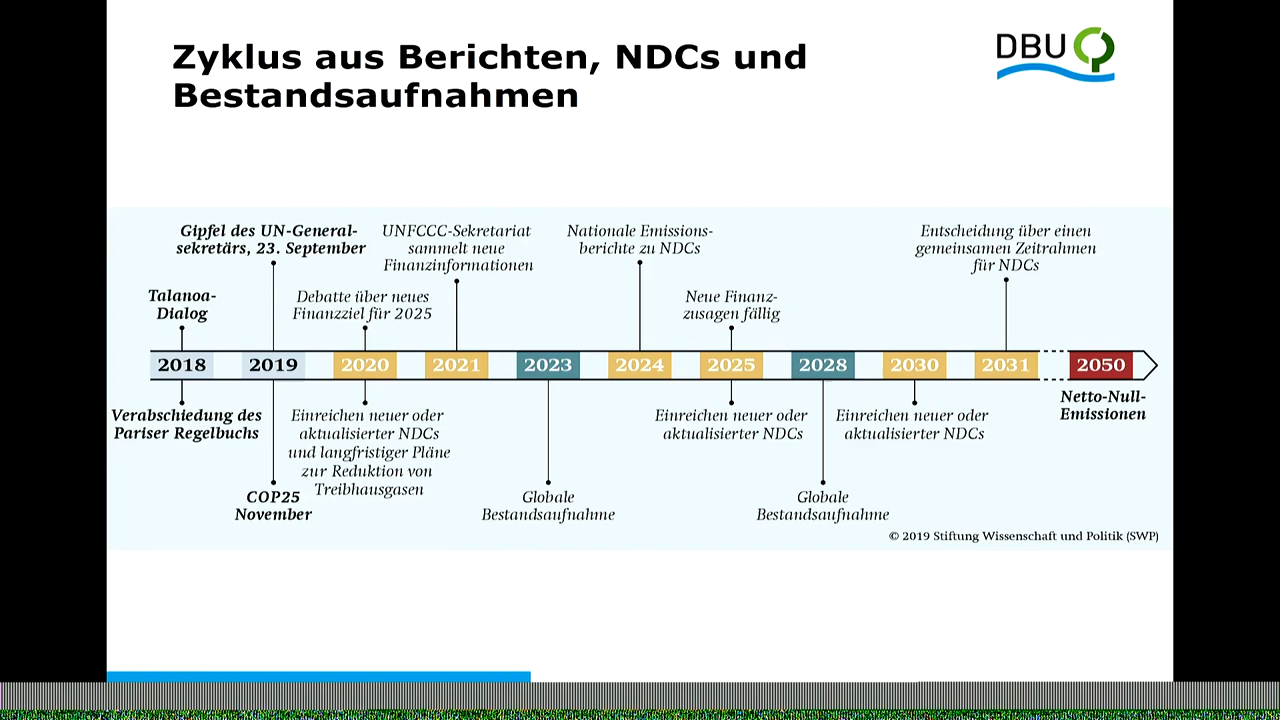 Zyklus aus Berichten, NDCs und
Bestandsaufnahmen
DBU
Gipfel des UN-General-
sekretärs, 23. September
UNFCCC-Sekretariat
sammelt neue
Finanzinformationen
Nationale Emissions-
berichte zu NDCs
Entscheidung über einen
gemeinsamen Zeitrahmen
für NDCs
Talanoa-
Dialog
Debatte über neues
Finanzziel für 2025
Neue Finanz-
zusagen fällig
2018 2019 2020 2021 2023 2024 2025 2028 2030 2031 2050
Netto-Null-
Emissionen
Verabschiedung des
Pariser Regelbuchs
Einreichen neuer oder
aktualisierter NDCs
und langfristiger Pläne
zur Reduktion von
Treibhausgasen
Einreichen neuer oder
aktualisierter NDCs
Einreichen neuer oder
aktualisierter NDCs
COP25
November
Globale
Bestandsaufnahme
Globale
Bestandsaufnahme
© 2019 Stiftung Wissenschaft und Politik (SWP)